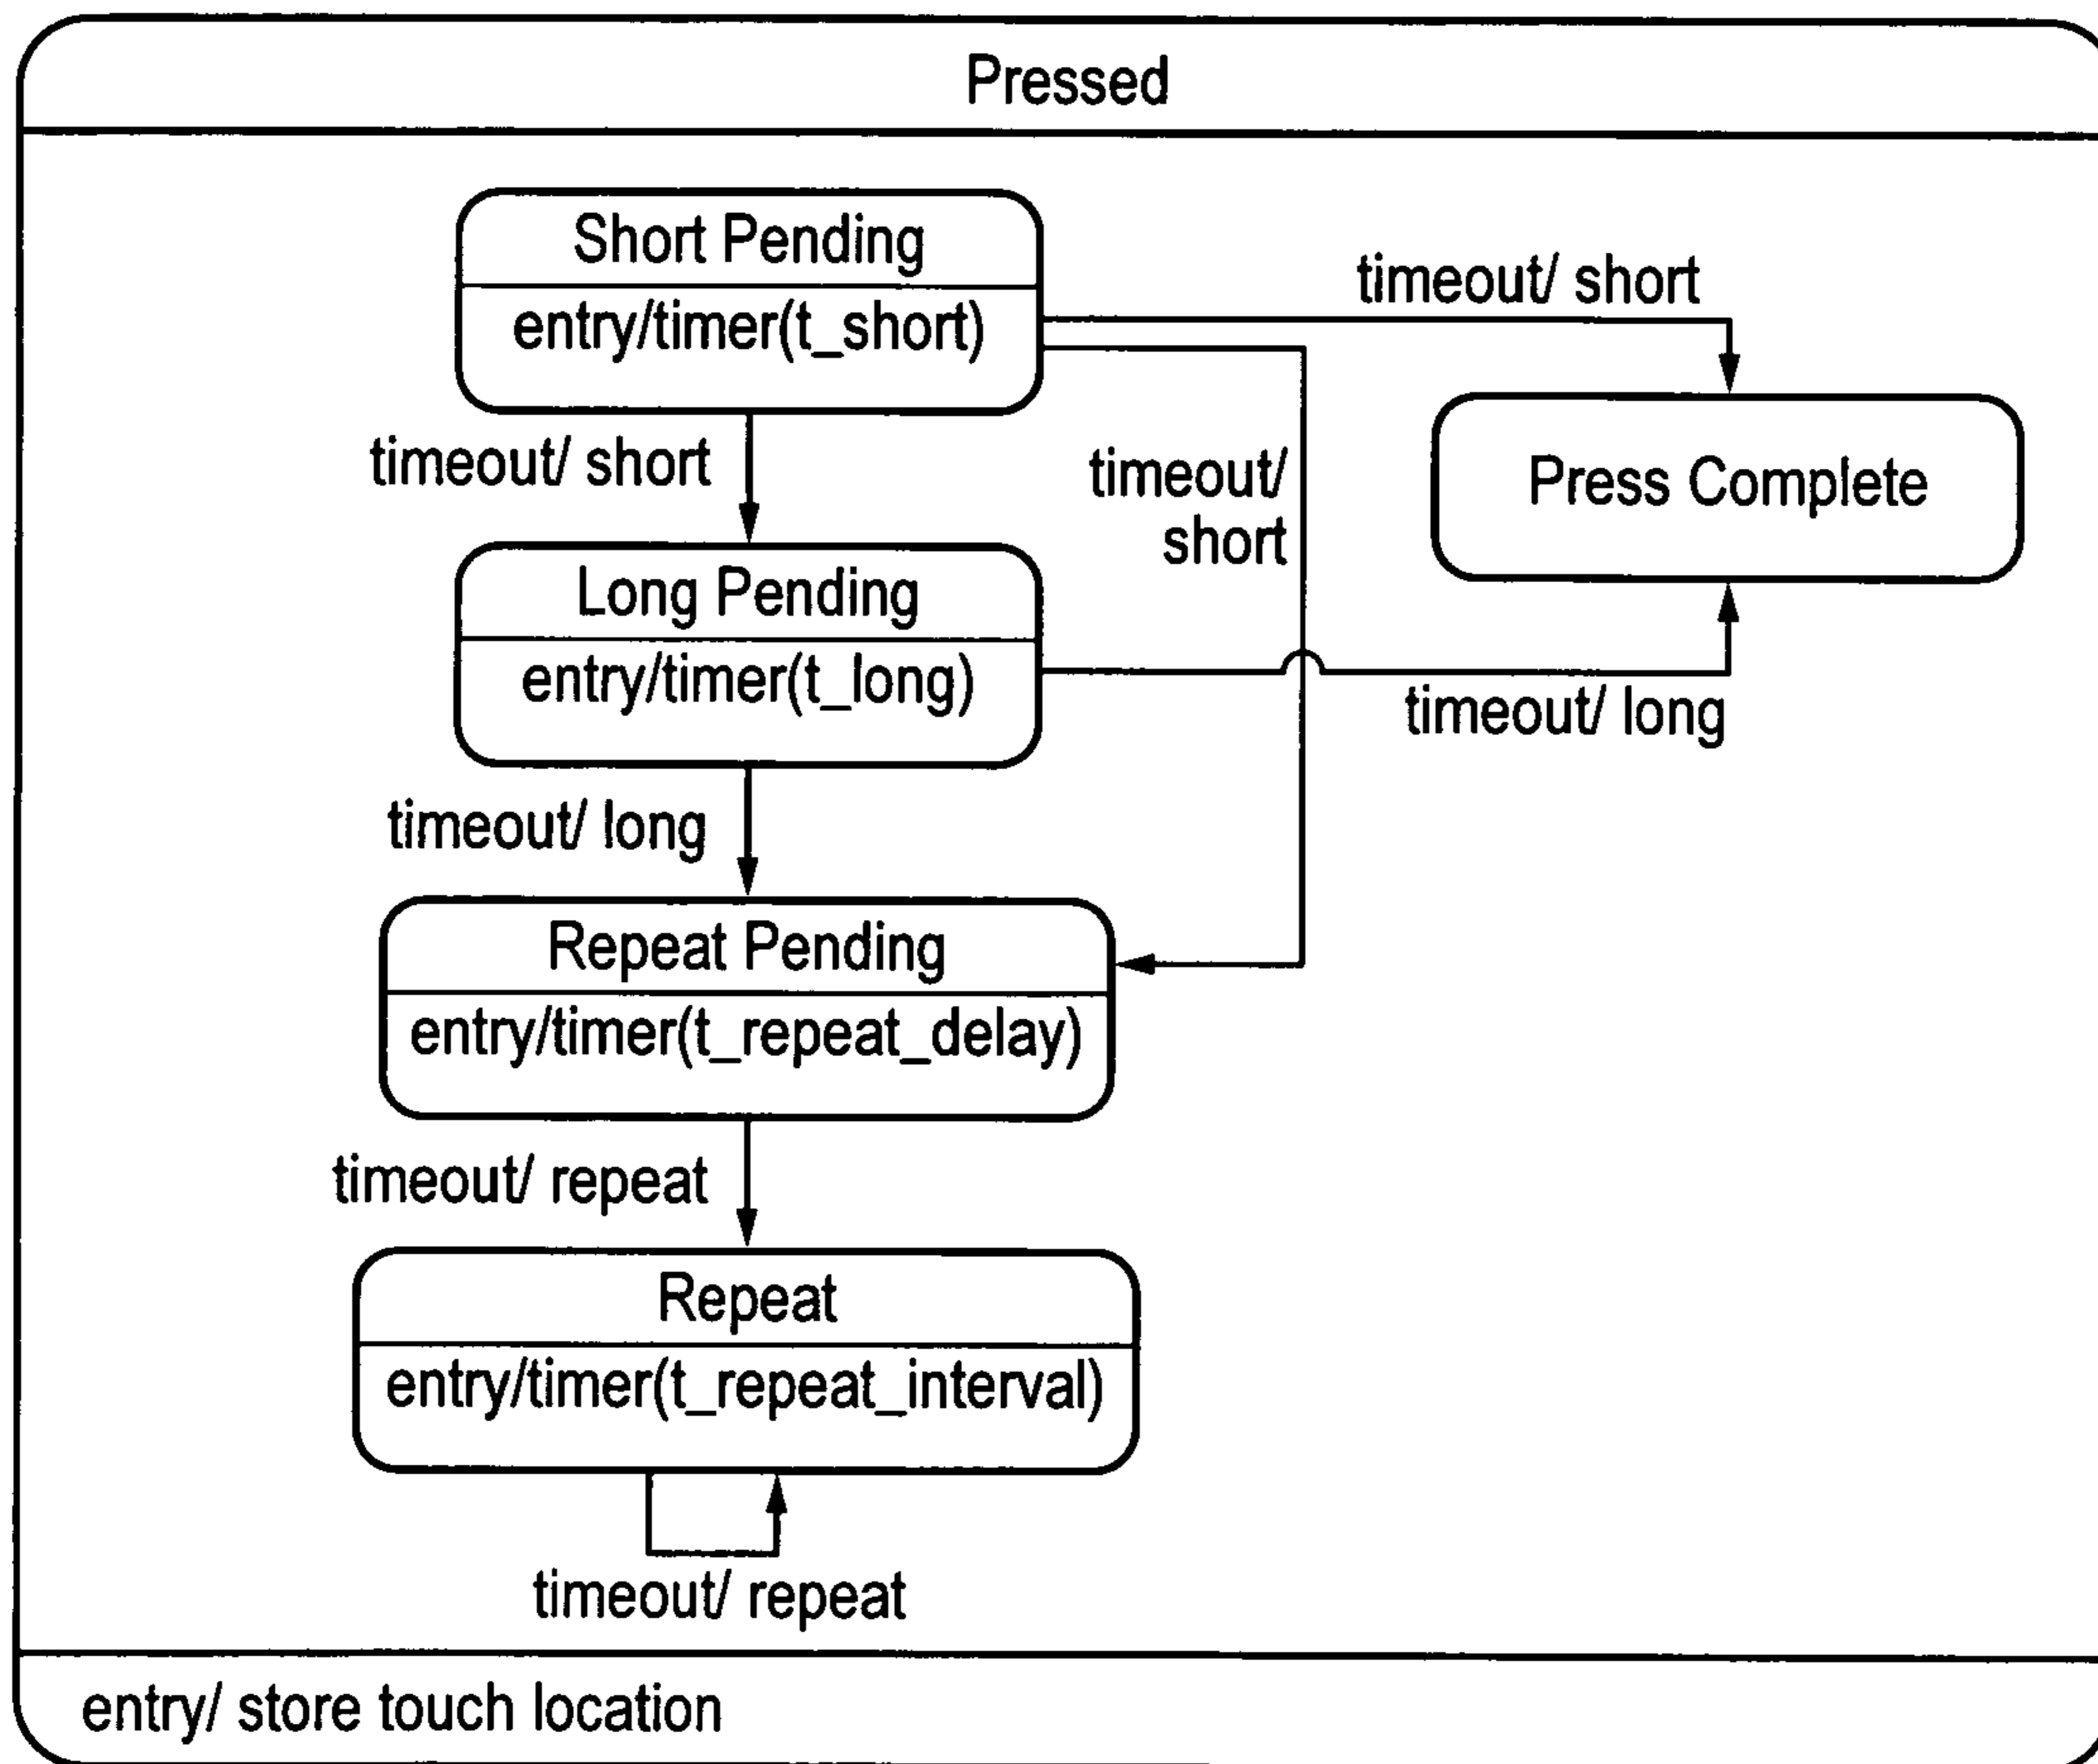 Pressed
Short Pending
entry/timer(t_short)
timeout/ short
timeout/ short
timeout/
short
Press Complete
Long Pending
entry/timer(t_long)
timeout/ long
timeout/ long
Repeat Pending
entry/timer(t_repeat_delay)
timeout/ repeat
Repeat
entry/timer(t_repeat_interval)
timeout/ repeat
entry/ store touch location